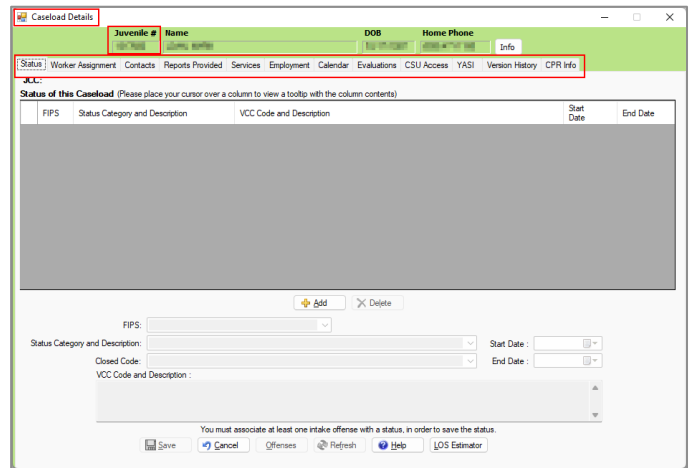 Caseload Details
Juvenile # Name DOB Home Phone
Info
Status Worker Assignment Contacts Reports Provided Services Employment Calendar Evaluations CSU Access YASI Version History CPR Info
JCC:
Status of this Caseload (Please place your cursor over a column to view a tooltip with the column contents)
FIPS Status Category and Description VCC Code and Description Start Date End Date
Add Delete
FIPS:
Status Category and Description: Start Date :
Closed Code: End Date :
VCC Code and Description :
You must associate at least one intake offense with a status, in order to save the status.
Save Cancel Offenses Refresh Help LOS Estimator